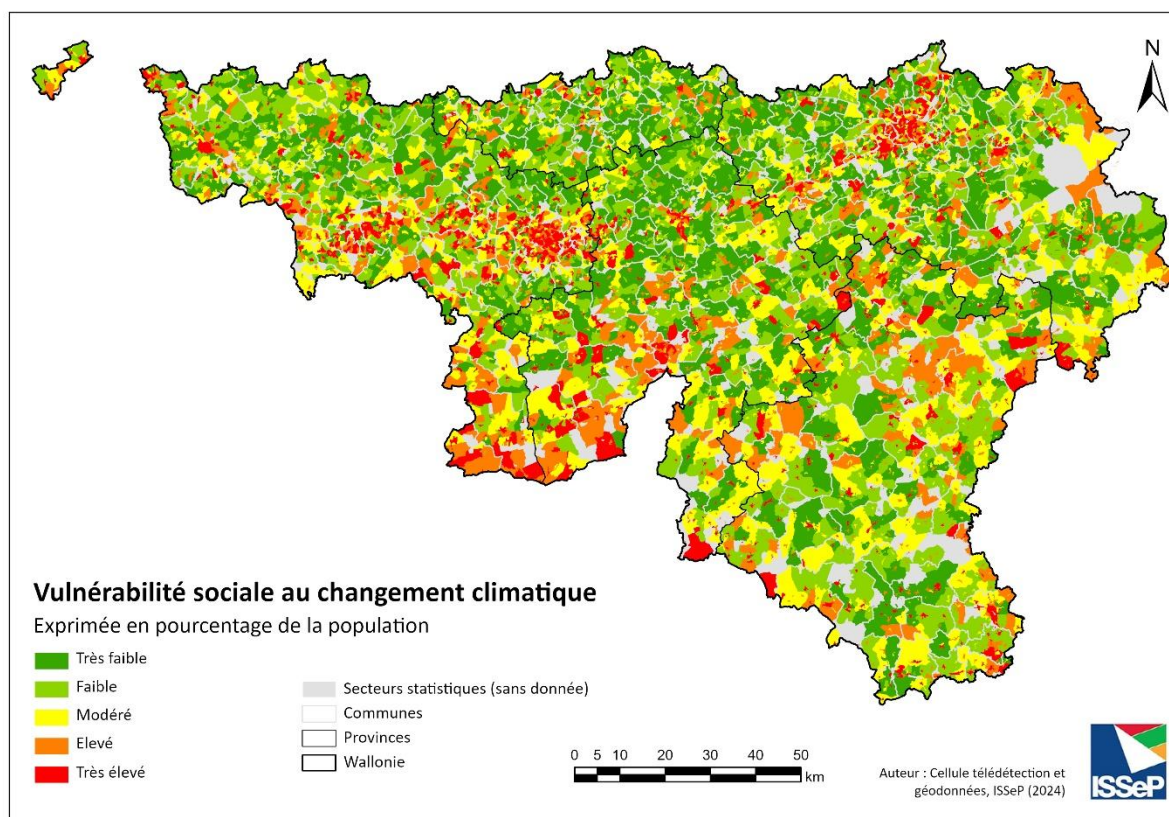 N
Vulnérabilité sociale au changement climatique
Exprimée en pourcentage de la population
Très faible
Faible
Modéré
Elevé
Très élevé
Secteurs statistiques (sans donnée)
Communes
Provinces
Wallonie
0 5 10 20 30 40 50
km
Auteur : Cellule télédétection et
géodonnées, ISSeP (2024)
ISSeP